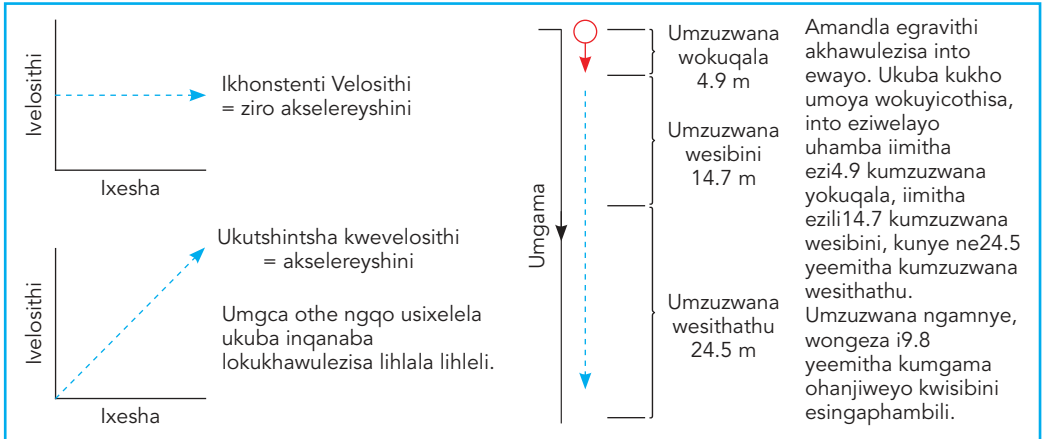 Ivelosithi
Ikhonstenti Velosithi
= ziro akselereyshini
Ixesha
Ivelosithi
Ukutshintsha kwevelosithi
= akselereyshini
Umgca othe ngqo usixelela
ukuba inqanaba
lokukhawulezisa lihlala lihleli.
Ixesha
Umgama
Umzuzwana
wokuqala
4.9 m
Umzuzwana
wesibini
14.7 m
Umzuzwana
wesithathu
24.5 m
Amandla egravithi
akhawulezisa into
ewayo. Ukuba kukho
umoya wokuyicothisa,
into eziwelayo
uhamba iimitha
ezi4.9 kumzuzwana
yokuqala, iimitha
ezili14.7 kumzuzwana
wesibini, kunye ne24.5
yeemitha kumzuzwana
wesithathu.
Umzuzwana ngamnye,
wongeza i9.8
yeemitha kumgama
ohanjiweyo kwisibini
esingaphambili.